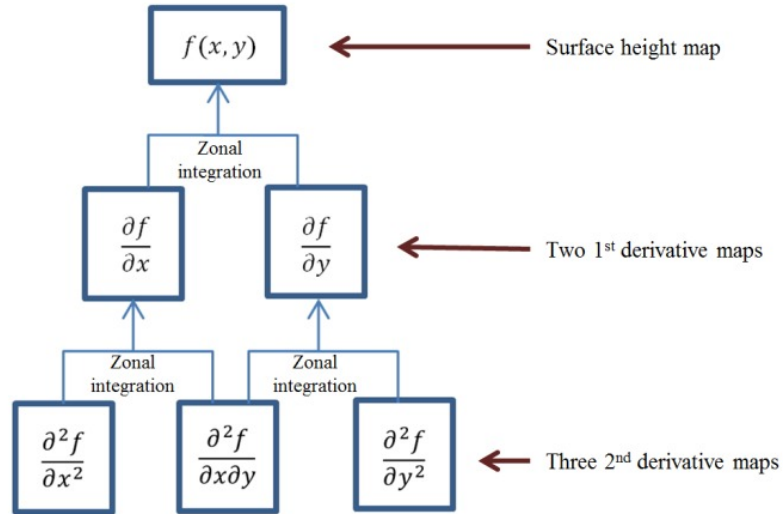 f(x, y)
Surface height map
Zonal
integration
∂f/∂x
∂f/∂y
Two 1st derivative maps
Zonal
integration
Zonal
integration
∂²f/∂x²
∂²f/∂x∂y
∂²f/∂y²
Three 2nd derivative maps